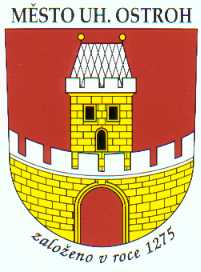 MĚSTO UH. OSTROH
založeno v roce 1275